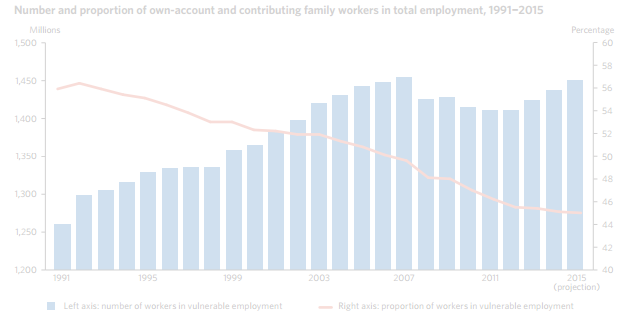 Number and proportion of own-account and contributing family workers in total employment, 1991–2015
Millions Percentage
1,500 60
58
1,450 56
54
1,400 52
1,350 50
48
1,300 46
1,250 44
42
1,200 40
1991 1995 1999 2003 2007 2011 2015
(projection)
Left axis: number of workers in vulnerable employment Right axis: proportion of workers in vulnerable employment